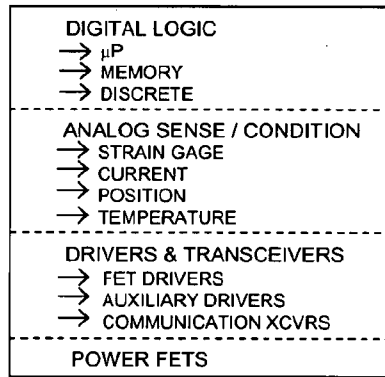 DIGITAL LOGIC
→ µP
→ MEMORY
→ DISCRETE
ANALOG SENSE / CONDITION
→ STRAIN GAGE
→ CURRENT
→ POSITION
→ TEMPERATURE
DRIVERS & TRANSCEIVERS
→ FET DRIVERS
→ AUXILIARY DRIVERS
→ COMMUNICATION XCVRS
POWER FETS